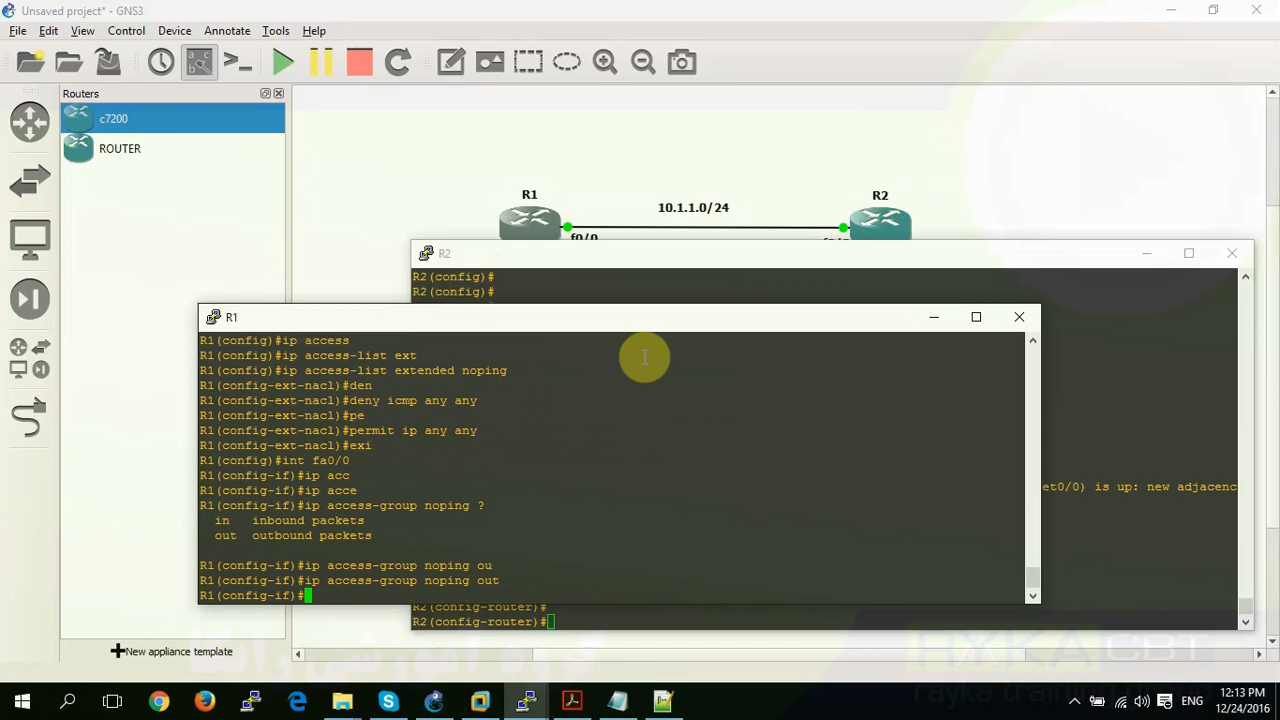 Unsaved project* - GNS3
File Edit View Control Device Annotate Tools Help
Routers
c7200
ROUTER
R1
10.1.1.0/24
R2
f0/0
R2
R2(config)#
R2(config)#
R1
R1(config)#ip access
R1(config)#ip access-list ext
R1(config)#ip access-list extended noping
R1(config-ext-nacl)#den
R1(config-ext-nacl)#deny icmp any any
R1(config-ext-nacl)#pe
R1(config-ext-nacl)#permit ip any any
R1(config-ext-nacl)#exi
R1(config)#int fa0/0
R1(config-if)#ip acc
R1(config-if)#ip acce
R1(config-if)#ip access-group noping ?
in inbound packets
out outbound packets
R1(config-if)#ip access-group noping ou
R1(config-if)#ip access-group noping out
R1(config-if)#
et0/0) is up: new adjacenc
R2(config-router)#
R2(config-router)#
New appliance template
RYKA CBT
rayka training
ENG
12:13 PM
12/24/2016